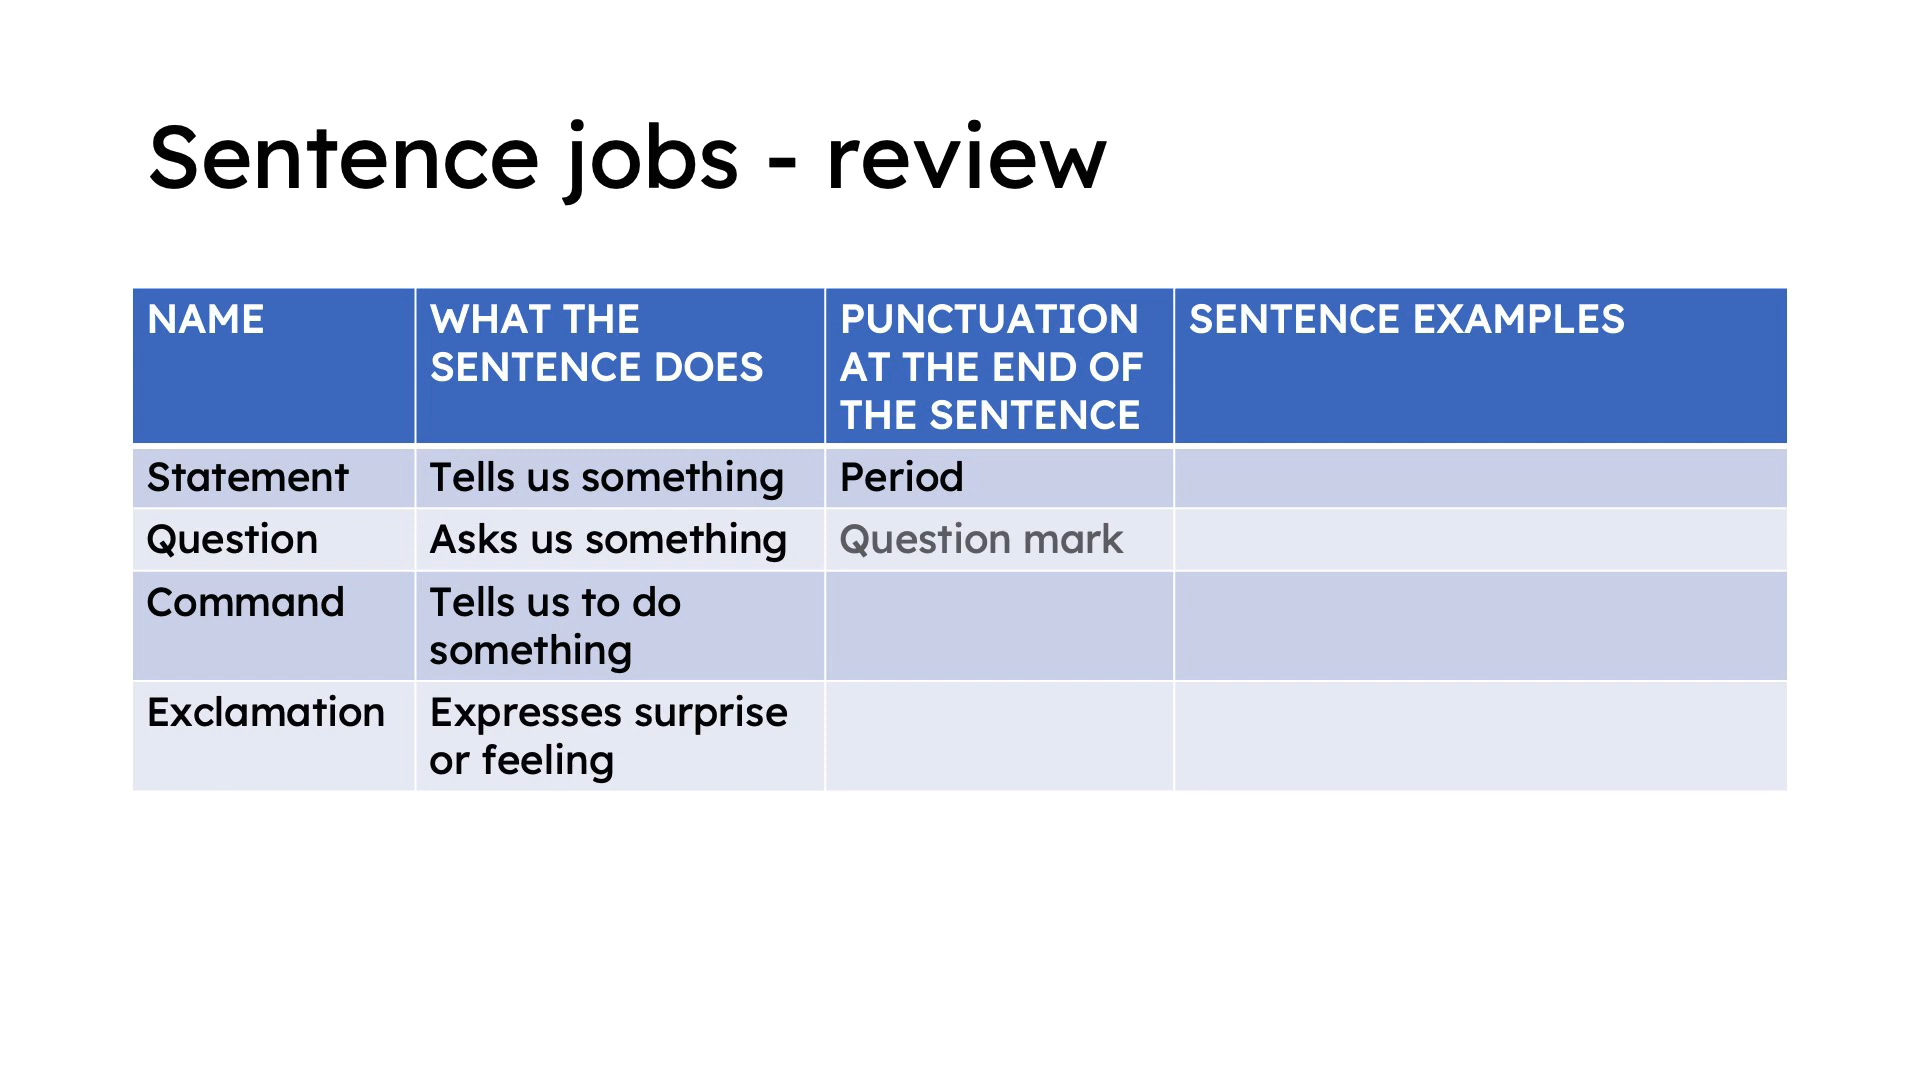 Sentence jobs - review
NAME
WHAT THE
SENTENCE DOES
PUNCTUATION
AT THE END OF
THE SENTENCE
SENTENCE EXAMPLES
Statement
Tells us something
Period
Question
Asks us something
Question mark
Command
Tells us to do
something
Exclamation
Expresses surprise
or feeling